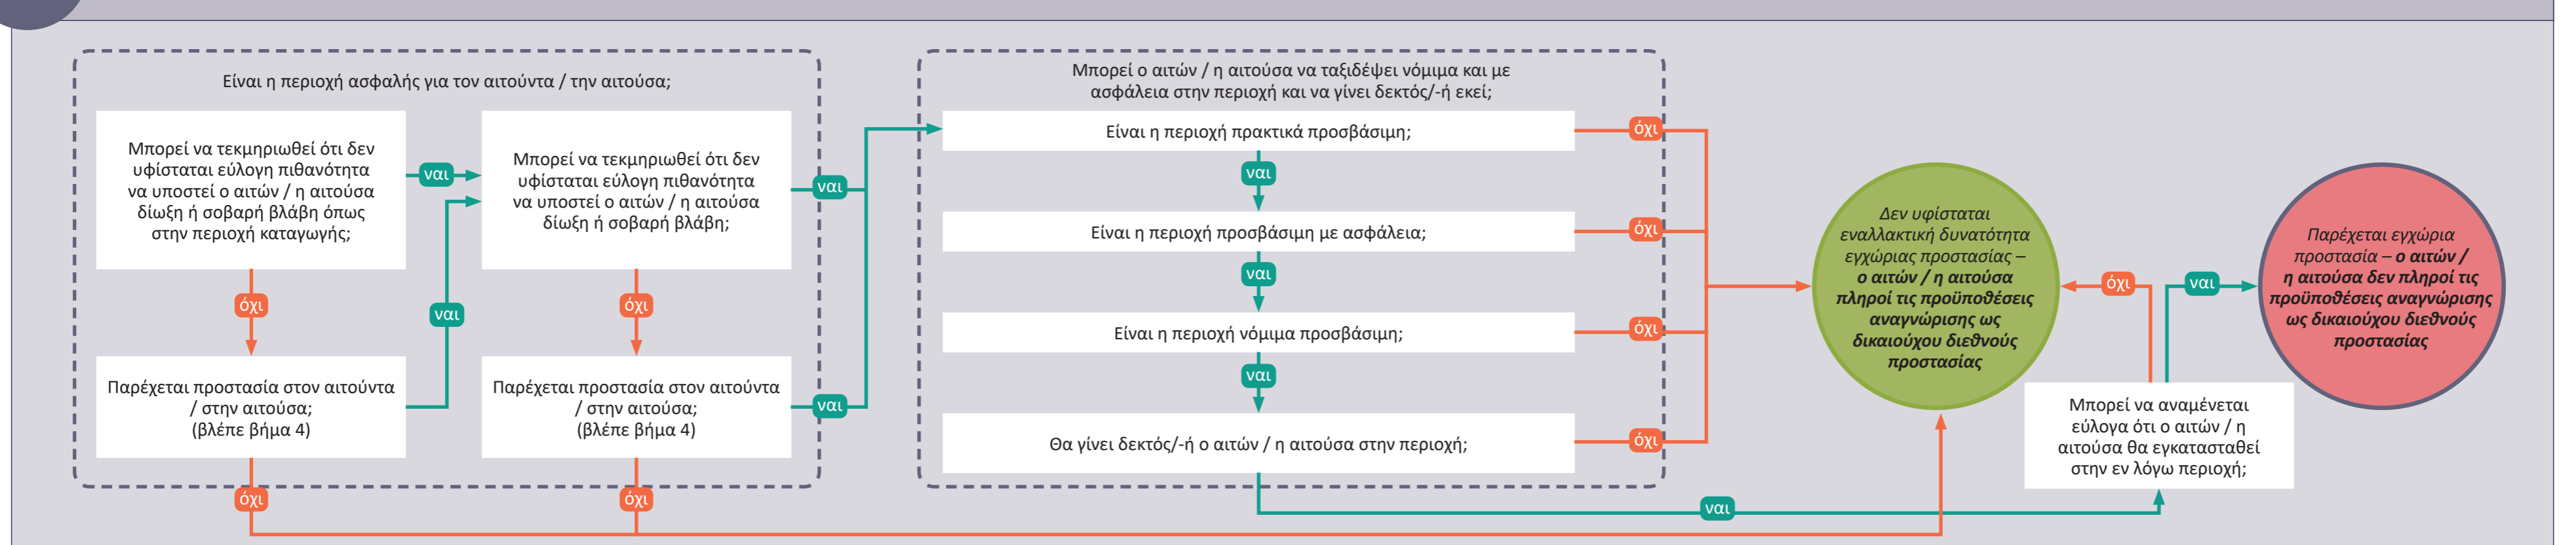 Είναι η περιοχή ασφαλής για τον αιτούντα / την αιτούσα;
Μπορεί να τεκμηριωθεί ότι δεν
υφίσταται εύλογη πιθανότητα
να υποστεί ο αιτών / η αιτούσα
δίωξη ή σοβαρή βλάβη όπως
στην περιοχή καταγωγής;
ναι
όχι
Παρέχεται προστασία στον αιτούντα
/ στην αιτούσα;
(βλέπε βήμα 4)
ναι
όχι
Μπορεί να τεκμηριωθεί ότι δεν
υφίσταται εύλογη πιθανότητα
να υποστεί ο αιτών / η αιτούσα
δίωξη ή σοβαρή βλάβη;
ναι
όχι
Παρέχεται προστασία στον αιτούντα
/ στην αιτούσα;
(βλέπε βήμα 4)
ναι
όχι
Μπορεί ο αιτών / η αιτούσα να ταξιδέψει νόμιμα και με
ασφάλεια στην περιοχή και να γίνει δεκτός/-ή εκεί;
Είναι η περιοχή πρακτικά προσβάσιμη;
όχι
ναι
Είναι η περιοχή προσβάσιμη με ασφάλεια;
όχι
ναι
Είναι η περιοχή νόμιμα προσβάσιμη;
όχι
ναι
Θα γίνει δεκτός/-ή ο αιτών / η αιτούσα στην περιοχή;
όχι
ναι
Δεν υφίσταται
εναλλακτική δυνατότητα
εγχώριας προστασίας –
ο αιτών / η αιτούσα
πληροί τις προϋποθέσεις
αναγνώρισης ως
δικαιούχου διεθνούς
προστασίας
όχι
ναι
Μπορεί να αναμένεται
εύλογα ότι ο αιτών / η
αιτούσα θα εγκατασταθεί
στην εν λόγω περιοχή;
Παρέχεται εγχώρια
προστασία – ο αιτών /
η αιτούσα δεν πληροί τις
προϋποθέσεις αναγνώρισης
ως δικαιούχου διεθνούς
προστασίας